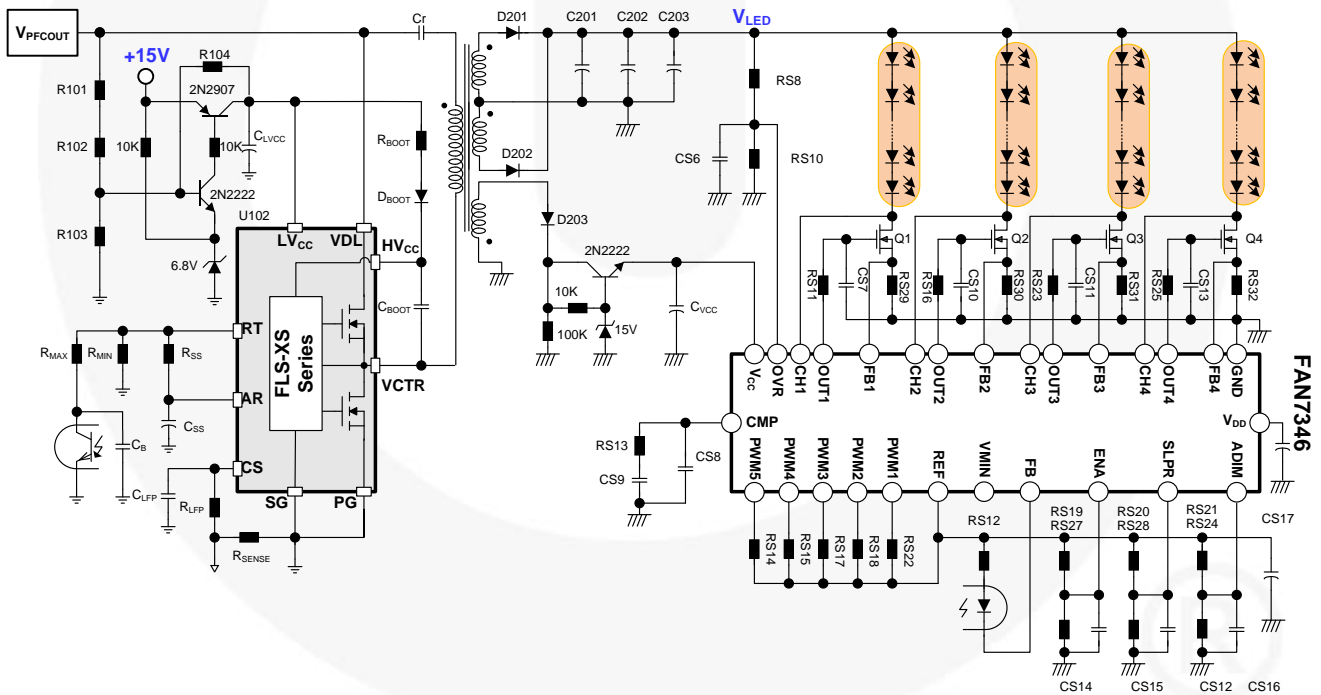 VPFCOUT
Cr
D201
C201
C202
C203
VLED
+15V
R104
2N2907
R101
R102
10K
10K
CLVCC
2N2222
R103
6.8V
RBOOT
DBOOT
D202
D203
RS8
CS6
RS10
U102
LVCC
VDL
HVCC
CBOOT
FLS-XS
Series
VCTR
RT
AR
CS
SG
PG
RMAX
RMIN
RSS
CSS
CB
CLFP
RLFP
RSENSE
2N2222
10K
100K
15V
CVCC
Q1
Q2
Q3
Q4
RS11
CS7
RS29
RS16
CS10
RS30
RS23
CS11
RS31
RS25
CS13
RS32
VCC
OVR
CH1
OUT1
FB1
CH2
OUT2
FB2
CH3
OUT3
FB3
CH4
OUT4
FB4
GND
FAN7346
CMP
VDD
PWM5
PWM4
PWM3
PWM2
PWM1
REF
VMIN
FB
ENA
SLPR
ADIM
RS13
CS9
CS8
RS14
RS15
RS17
RS18
RS22
RS12
RS19
RS27
RS20
RS28
RS21
RS24
CS17
CS14
CS15
CS12
CS16
®